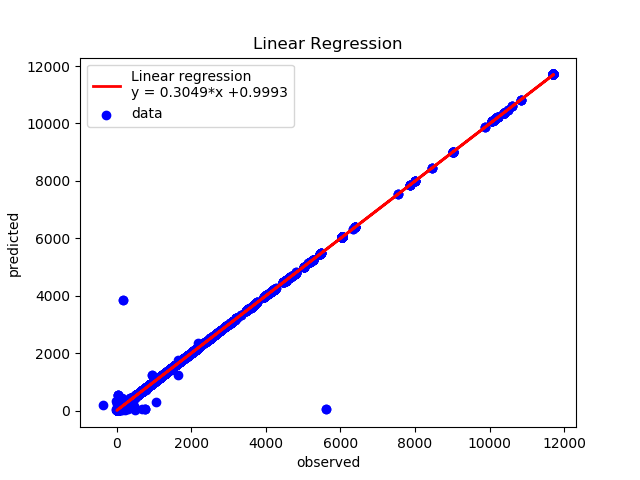 Linear Regression
Linear regression
y = 0.3049*x +0.9993
data
12000
10000
8000
6000
4000
2000
0
predicted
0 2000 4000 6000 8000 10000 12000
observed